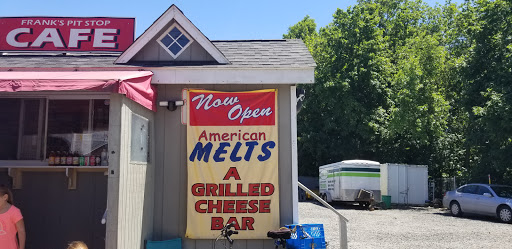 FRANK'S PIT STOP
CAFE
Now Open
American
MELTS
A
GRILLED
CHEESE
BAR